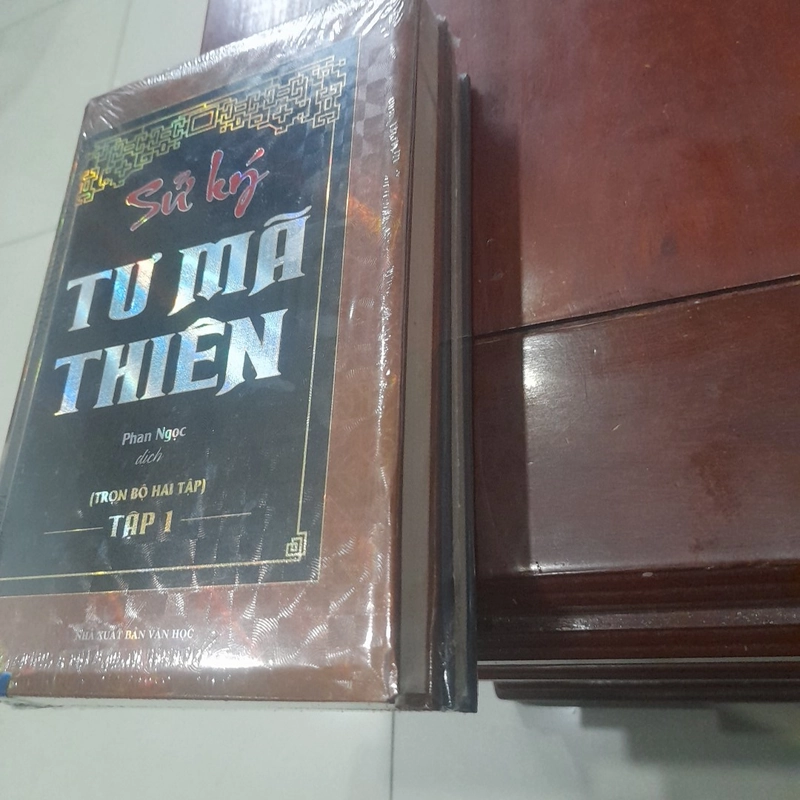 Sử ký
TƯ MÃ
THIÊN
Phan Ngọc
dịch
(TRỌN BỘ HAI TẬP)
TẬP 1
NHÀ XUẤT BẢN VĂN HỌC